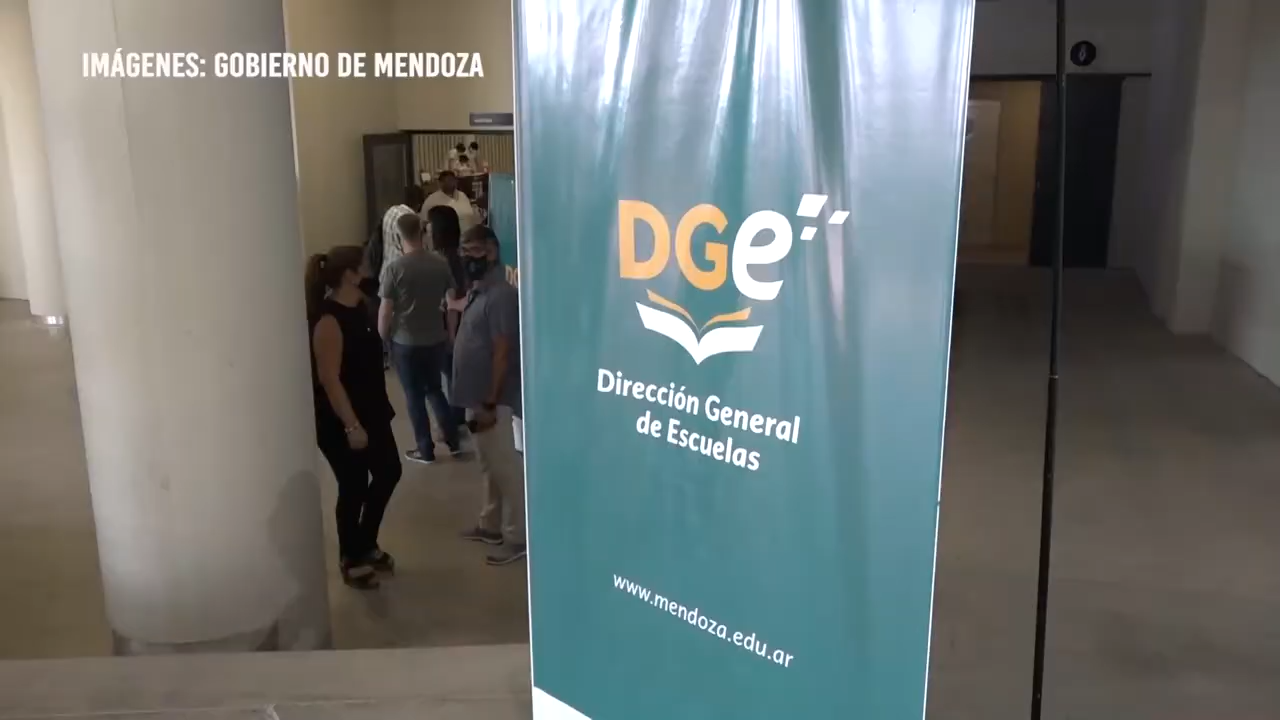 IMÁGENES: GOBIERNO DE MENDOZA
DGe
Dirección General
de Escuelas
www.mendoza.edu.ar